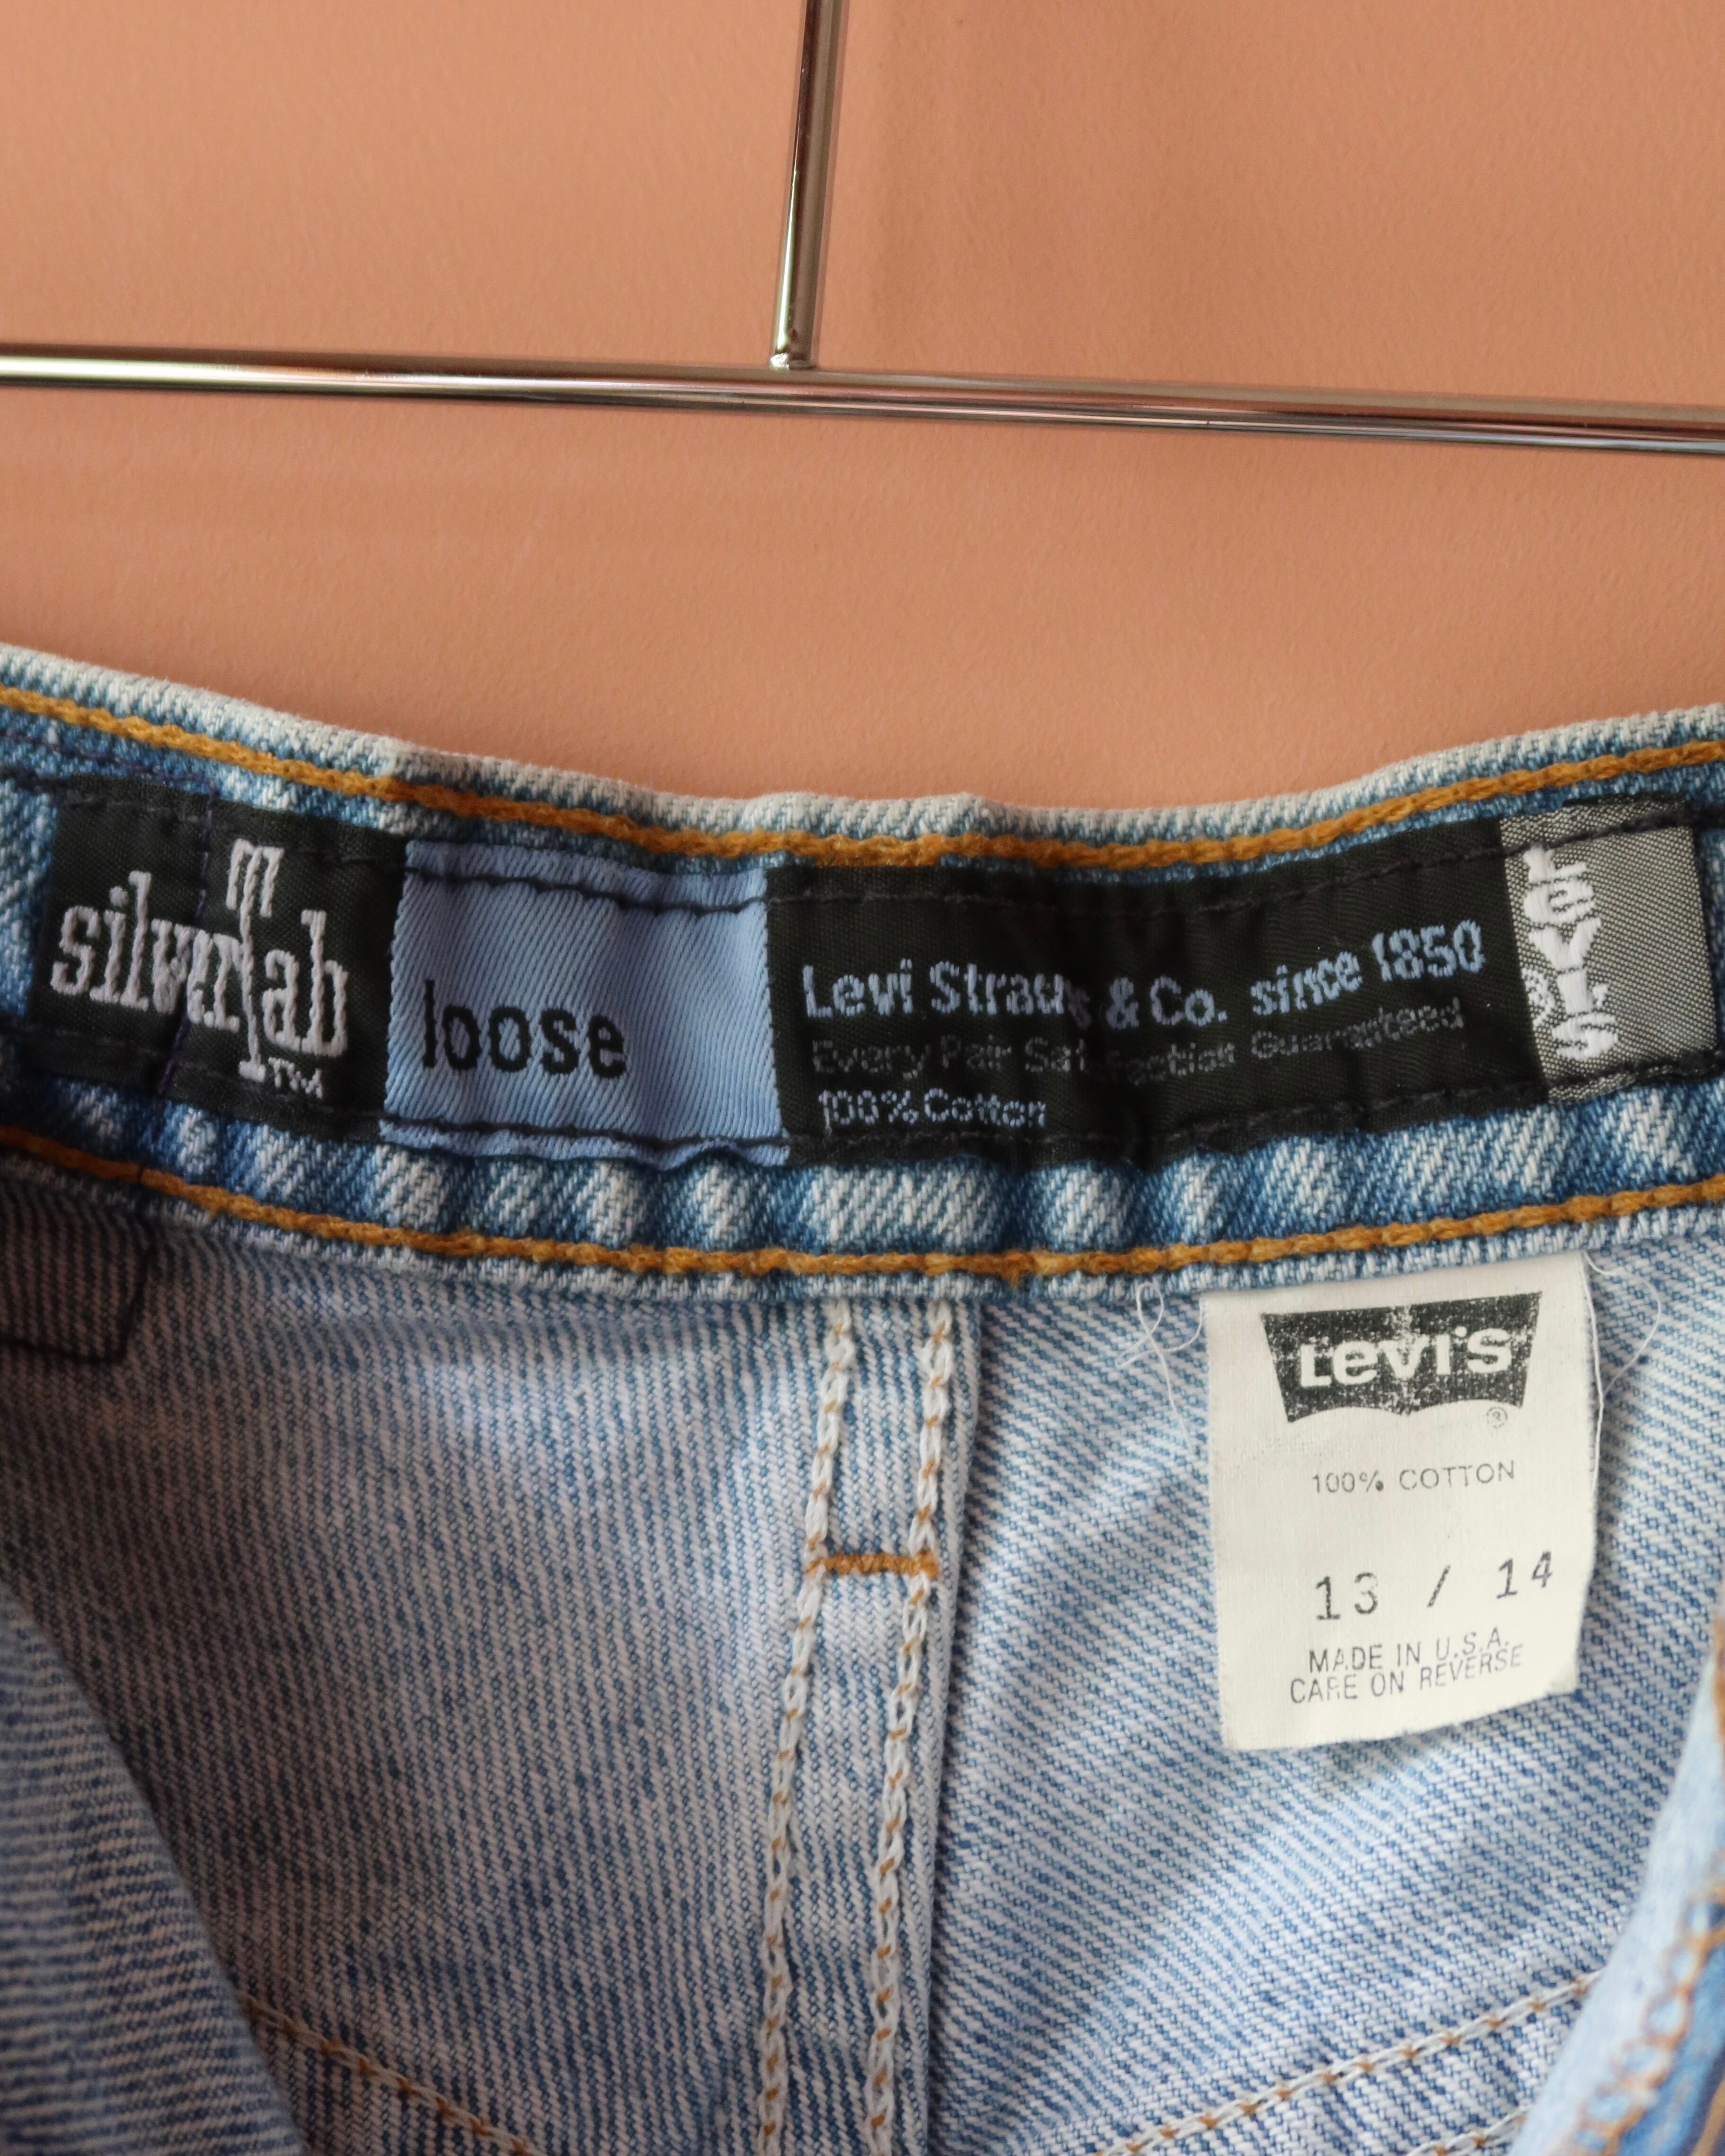 silvertab
TM
loose
Levi Strauss & Co. since 1850
Every Pair Satisfaction Guaranteed
100% Cotton
LEVI'S
®
LEVI'S
®
100% COTTON
13 / 14
MADE IN U.S.A.
CARE ON REVERSE